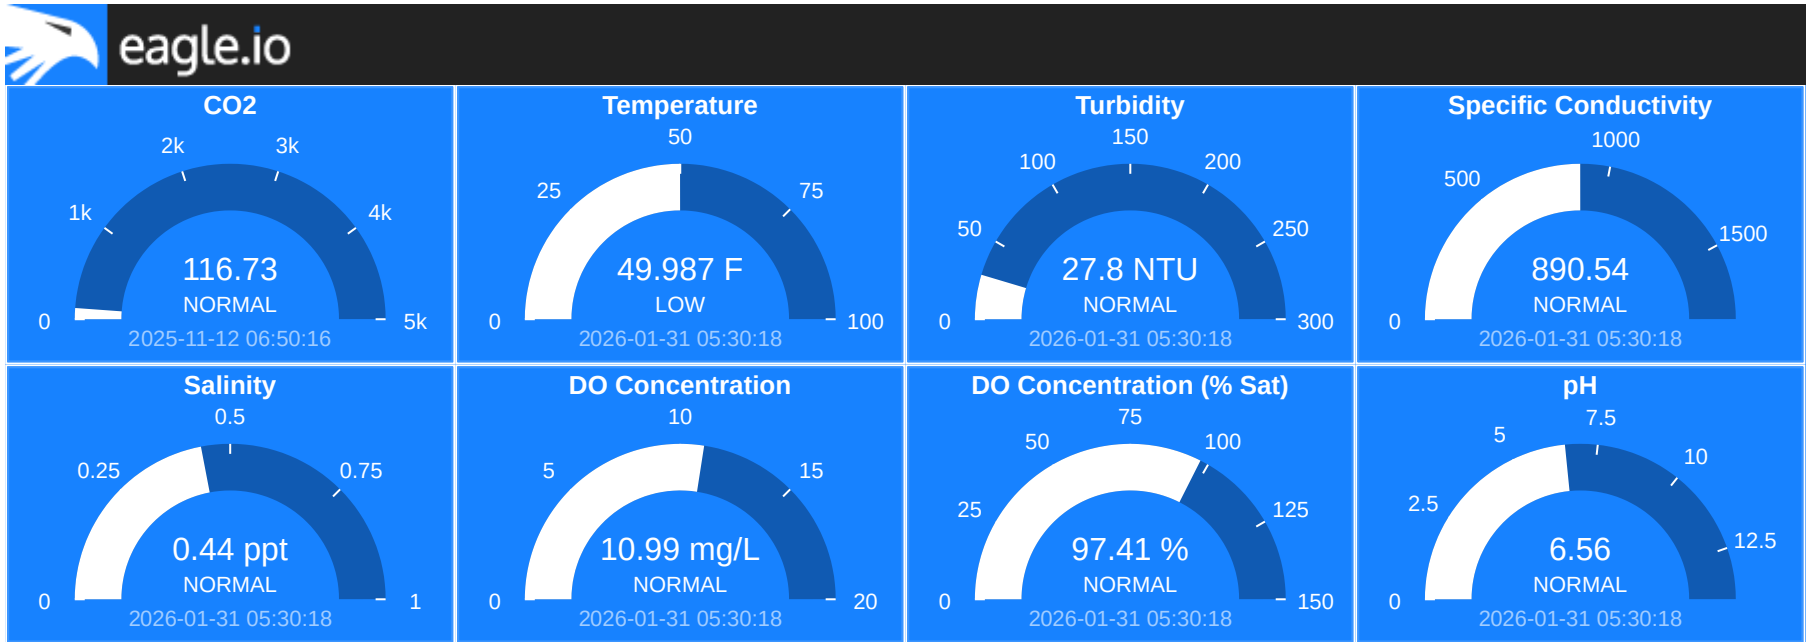 eagle.io
CO2
0
1k
2k
3k
4k
5k
116.73
NORMAL
2025-11-12 06:50:16
Temperature
0
25
50
75
100
49.987 F
LOW
2026-01-31 05:30:18
Turbidity
0
50
100
150
200
250
300
27.8 NTU
NORMAL
2026-01-31 05:30:18
Specific Conductivity
0
500
1000
1500
890.54
NORMAL
2026-01-31 05:30:18
Salinity
0
0.25
0.5
0.75
1
0.44 ppt
NORMAL
2026-01-31 05:30:18
DO Concentration
0
5
10
15
20
10.99 mg/L
NORMAL
2026-01-31 05:30:18
DO Concentration (% Sat)
0
25
50
75
100
125
150
97.41 %
NORMAL
2026-01-31 05:30:18
pH
0
2.5
5
7.5
10
12.5
6.56
NORMAL
2026-01-31 05:30:18